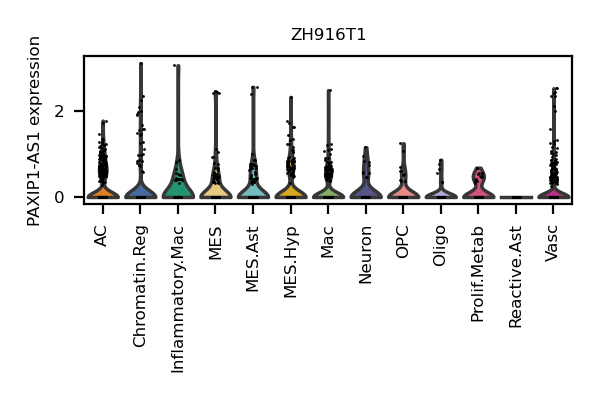 ZH916T1
PAXIP1-AS1 expression
2
0
AC
Chromatin.Reg
Inflammatory.Mac
MES
MES.Ast
MES.Hyp
Mac
Neuron
OPC
Oligo
Prolif.Metab
Reactive.Ast
Vasc